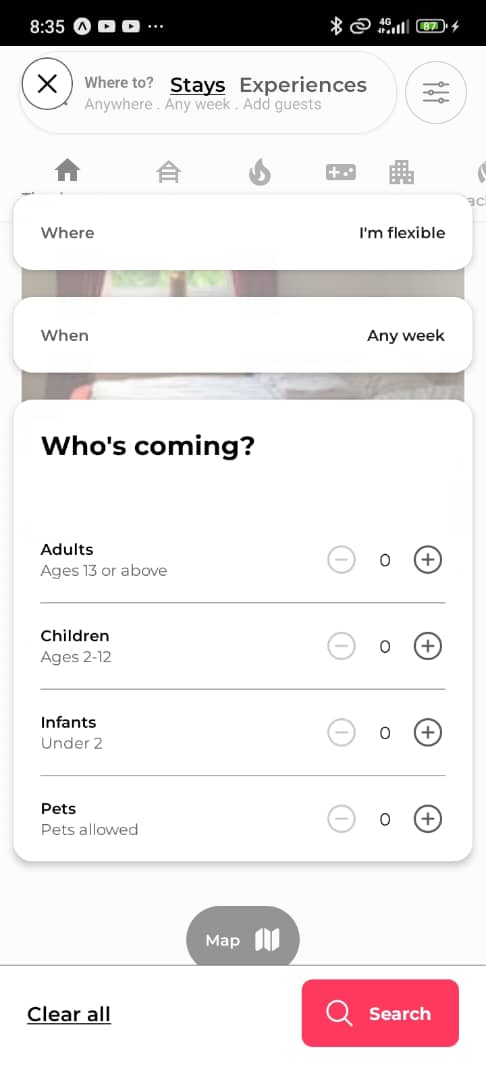 8:35
4G
87
Where to?
Stays
Experiences
Anywhere . Any week . Add guests
Where
I'm flexible
When
Any week
Who's coming?
Adults
0
Ages 13 or above
Children
0
Ages 2-12
Infants
0
Under 2
Pets
0
Pets allowed
Map
Clear all
Search